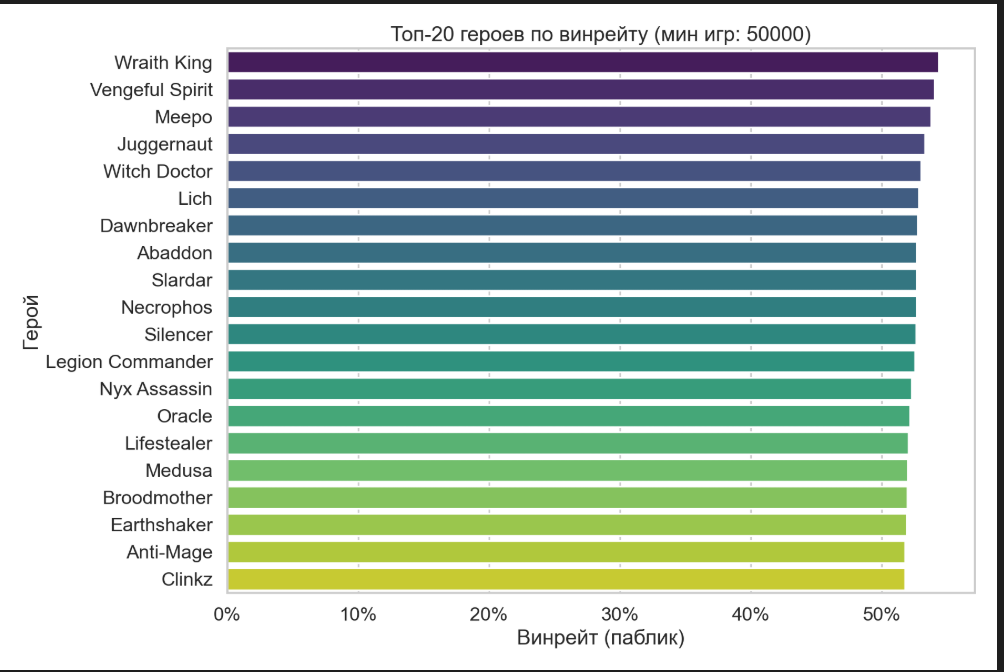 Топ-20 героев по винрейту (мин игр: 50000)
Wraith King
Vengeful Spirit
Meepo
Juggernaut
Witch Doctor
Lich
Dawnbreaker
Abaddon
Slardar
Necrophos
Silencer
Legion Commander
Nyx Assassin
Oracle
Lifestealer
Medusa
Broodmother
Earthshaker
Anti-Mage
Clinkz
Герой
0% 10% 20% 30% 40% 50%
Винрейт (паблик)